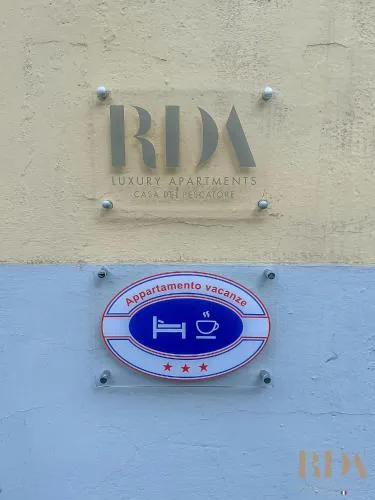 RDA
LUXURY APARTMENTS
CASA DEL PESCATORE
Appartamento vacanze
RDA